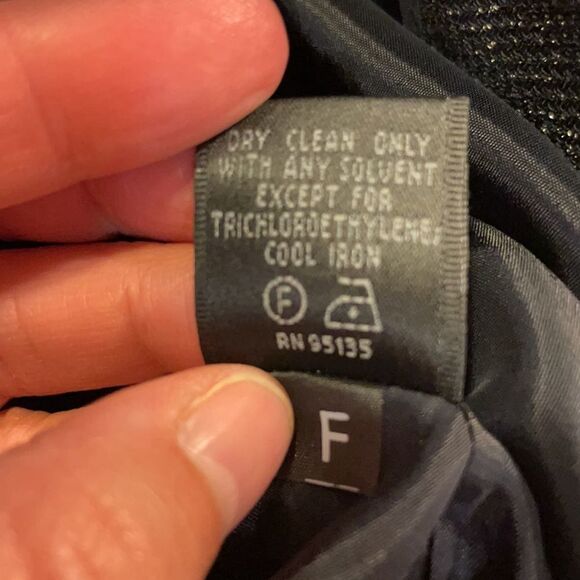 DRY CLEAN ONLY
WITH ANY SOLVENT
EXCEPT FOR
TRICHLOROETHYLENE,
COOL IRON
F
RN 95135
F